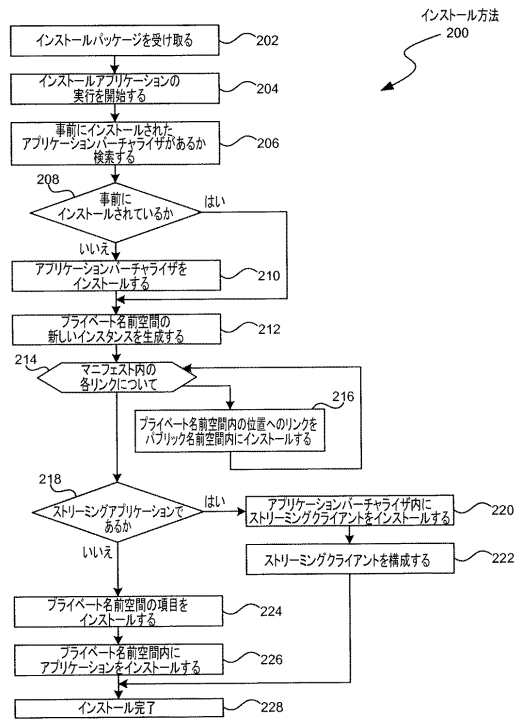 インストール方法
200
インストールパッケージを受け取る
202
インストールアプリケーションの
実行を開始する
204
事前にインストールされた
アプリケーションバーチャライザがあるか
検索する
206
208
事前に
インストールされているか
はい
いいえ
アプリケーションバーチャライザを
インストールする
210
プライベート名前空間の
新しいインスタンスを生成する
212
214
マニフェスト内の
各リンクについて
216
プライベート名前空間内の位置へのリンクを
パブリック名前空間内にインストールする
218
ストリーミングアプリケーションで
あるか
はい
いいえ
アプリケーションバーチャライザ内に
ストリーミングクライアントをインストールする
220
ストリーミングクライアントを構成する
222
プライベート名前空間の項目を
インストールする
224
プライベート名前空間内に
アプリケーションをインストールする
226
インストール完了
228